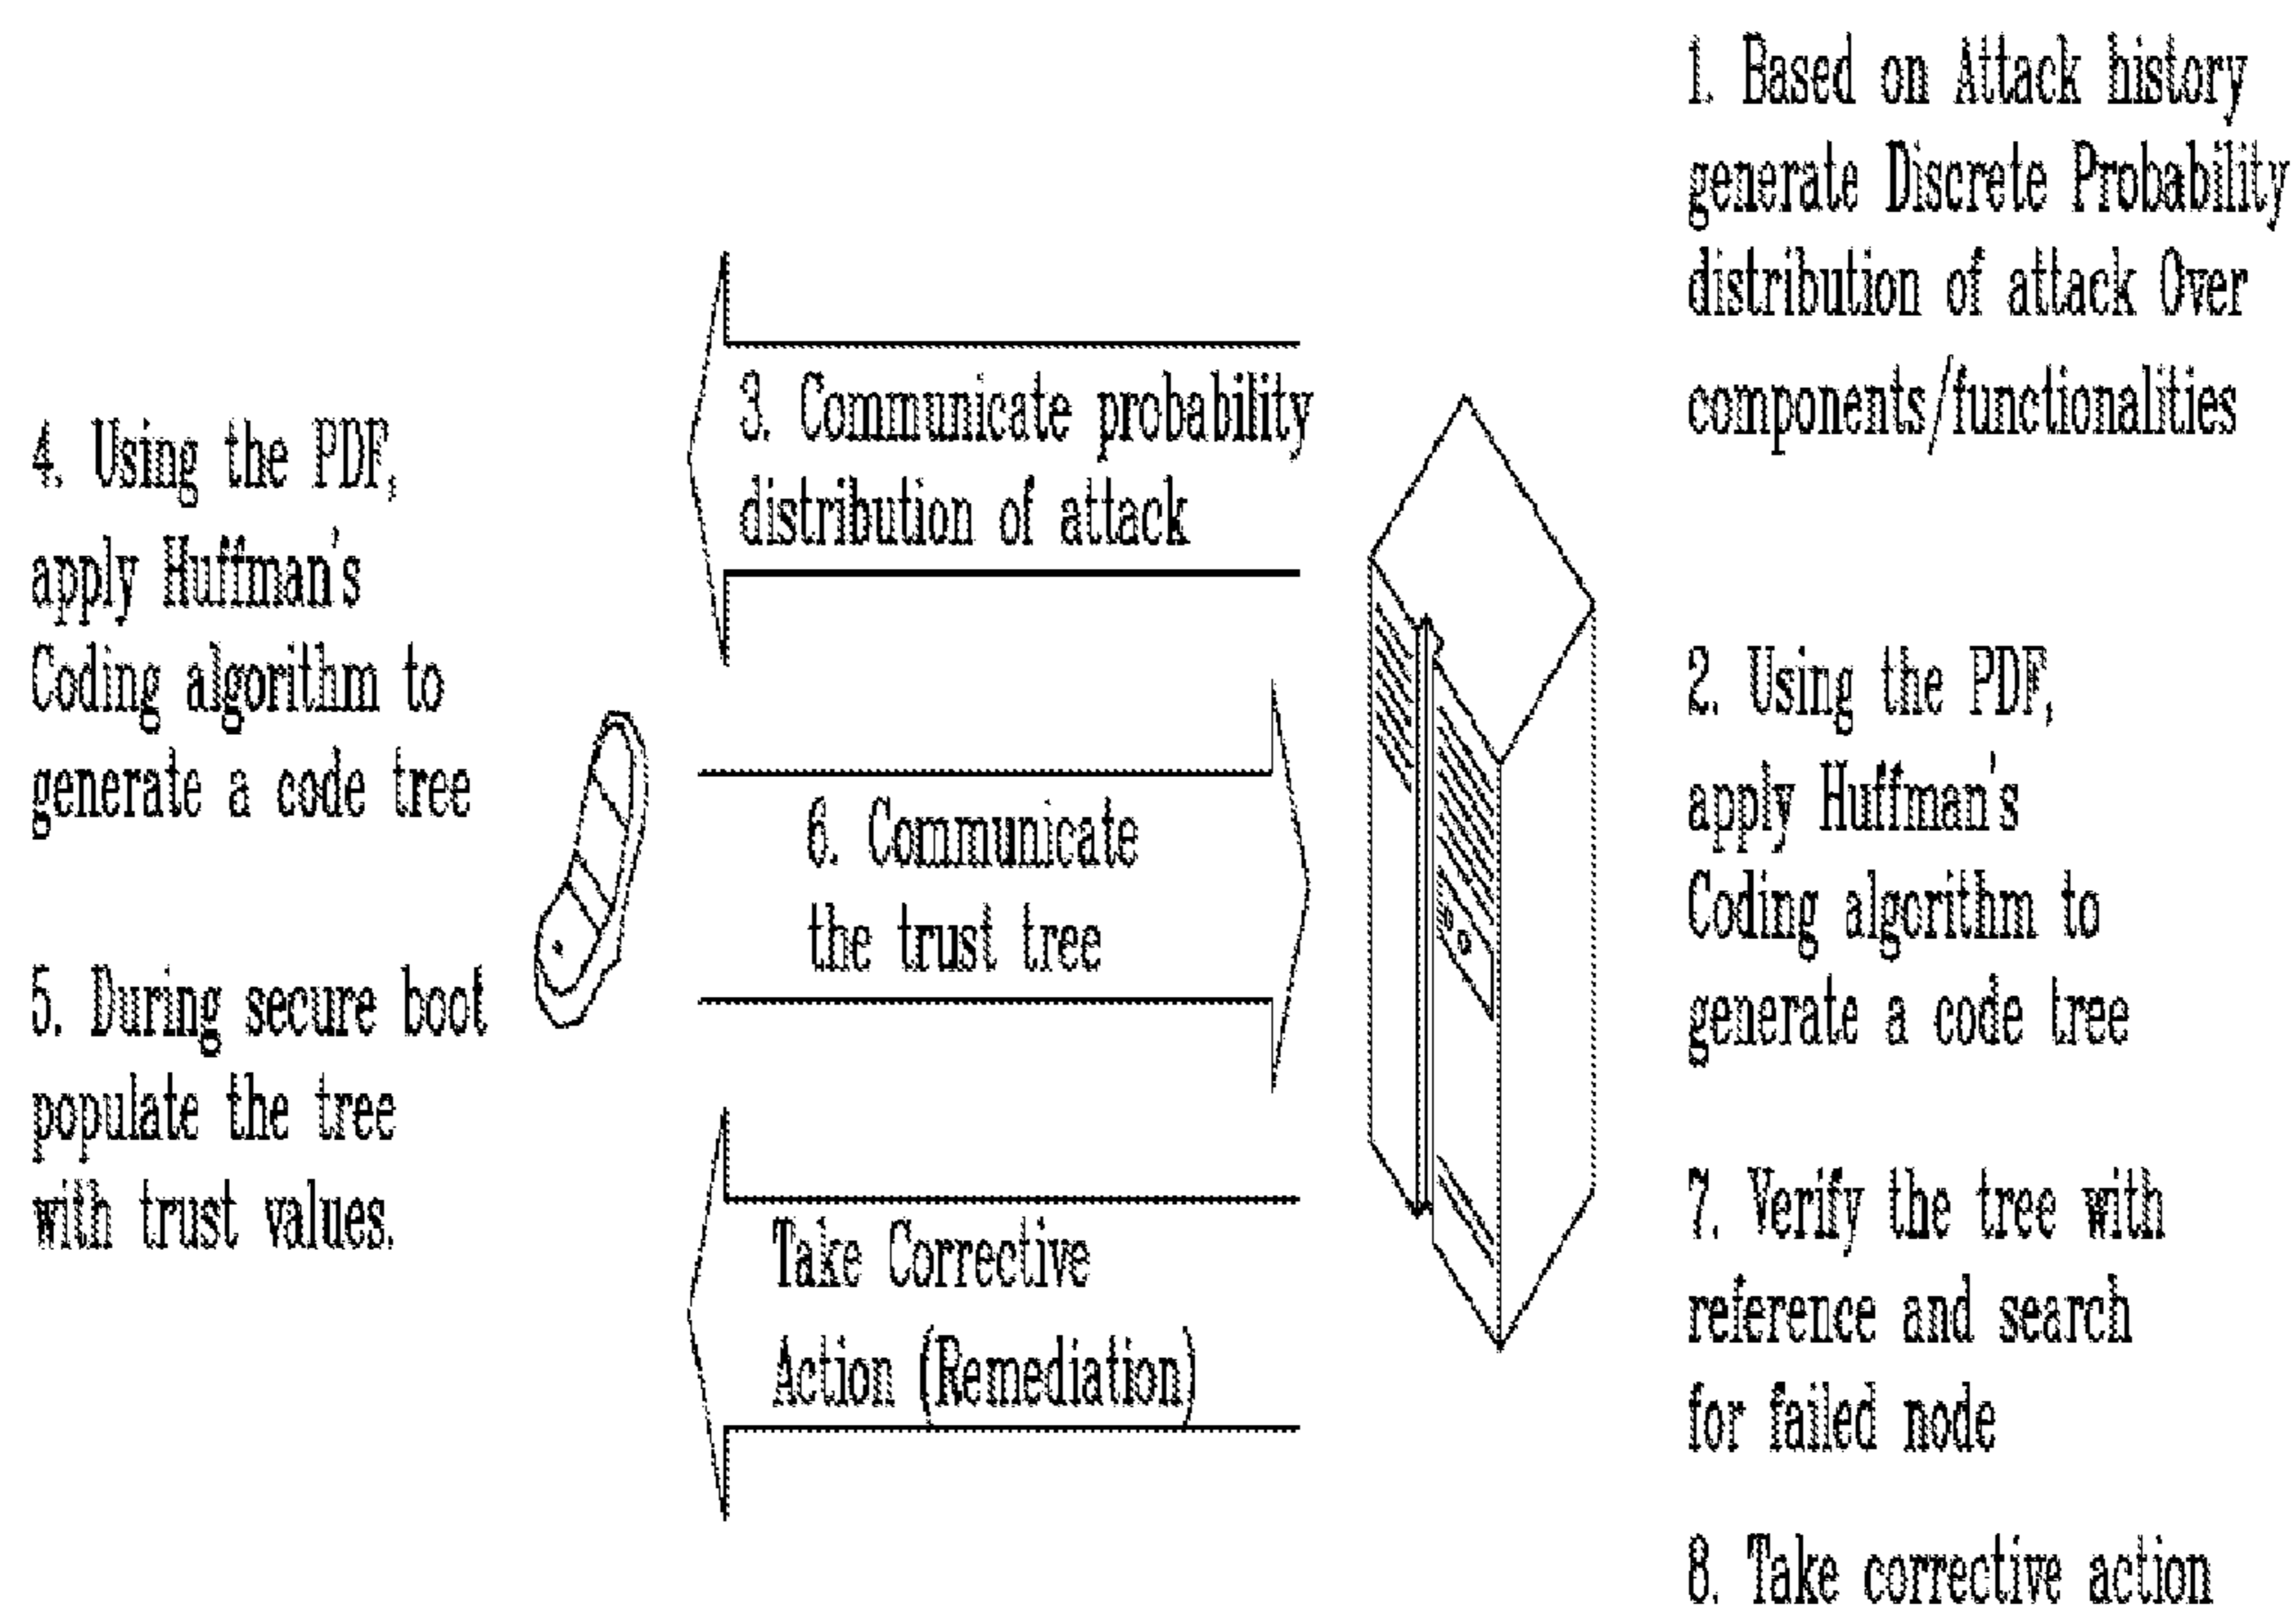 1. Based on Attack history
generate Discrete Probability
distribution of attack Over
components/functionalities
2. Using the PDF,
apply Huffman's
Coding algorithm to
generate a code tree
3. Communicate probability
distribution of attack
4. Using the PDF,
apply Huffman's
Coding algorithm to
generate a code tree
5. During secure boot
populate the tree
with trust values.
6. Communicate
the trust tree
7. Verify the tree with
reference and search
for failed node
8. Take corrective action
Take Corrective
Action (Remediation)